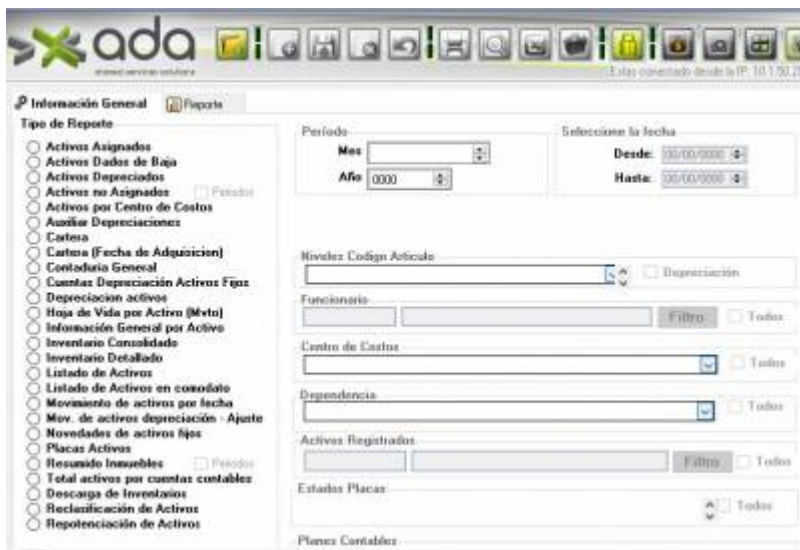 ada
Estas conectado desde la IP: 10.1.50.2
Información General
Reporte
Tipo de Reporte
Activos Asignados
Activos Dados de Baja
Activos Depreciados
Activos no Asignados
Periodos
Activos por Centro de Costos
Auxiliar Depreciaciones
Cartera
Cartera (Fecha de Adquisicion)
Contaduria General
Cuentas Depreciación Activos Fijos
Depreciacion activos
Hoja de Vida por Activo (Mvto)
Información General por Activo
Inventario Consolidado
Inventario Detallado
Listado de Activos
Listado de Activos en comodato
Movimiento de activos por fecha
Mov. de activos depreciación - Ajuste
Novedades de activos fijos
Placas Activos
Resumido Inmuebles
Periodos
Total activos por cuentas contables
Descarga de Inventarios
Reclasificación de Activos
Repotenciación de Activos
Período
Mes
Año 0000
Seleccione la fecha
Desde: 00/00/0000
Hasta: 00/00/0000
Niveles Codigo Articulo
Depreciación
Funcionario
Filtro
Todos
Centro de Costos
Todos
Dependencia
Todos
Activos Registrados
Filtro
Todos
Estados Placas
Todos
Planes Contables